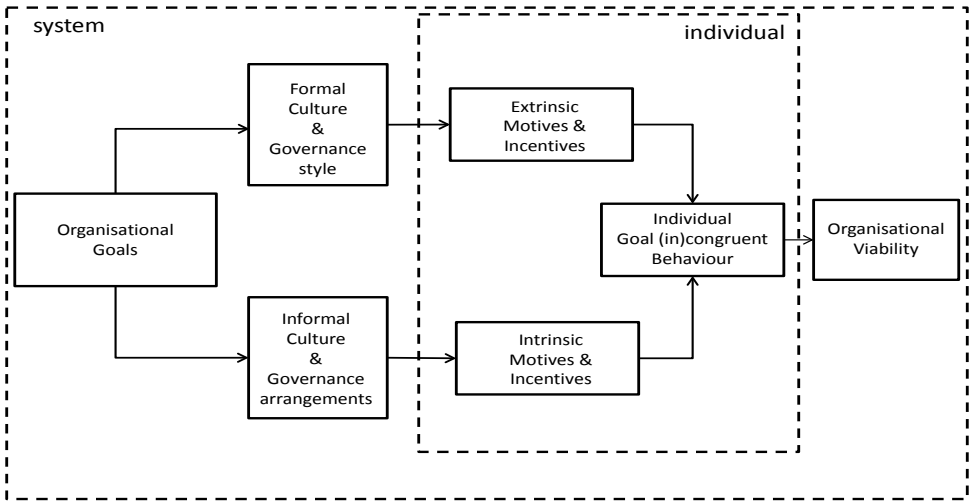 system
individual
Formal
Culture
&
Governance
style
Extrinsic
Motives &
Incentives
Organisational
Goals
Individual
Goal (in)congruent
Behaviour
Organisational
Viability
Informal
Culture
&
Governance
arrangements
Intrinsic
Motives &
Incentives